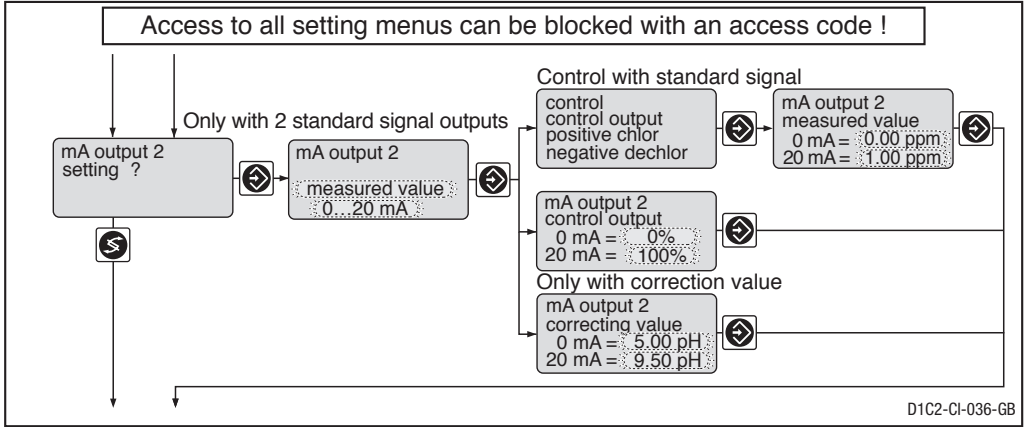 Access to all setting menus can be blocked with an access code !
Only with 2 standard signal outputs
mA output 2
setting ?
mA output 2
measured value
0...20 mA
Control with standard signal
control
control output
positive chlor
negative dechlor
mA output 2
measured value
0 mA = 0.00 ppm
20 mA = 1.00 ppm
mA output 2
control output
0 mA = 0%
20 mA = 100%
Only with correction value
mA output 2
correcting value
0 mA = 5.00 pH
20 mA = 9.50 pH
D1C2-CI-036-GB